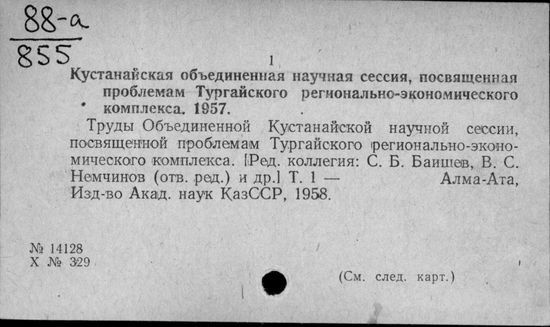 88-а
855
1
Кустанайская объединенная научная сессия, посвященная
проблемам Тургайского регионально-экономического
комплекса. 1957.
Труды Объединенной Кустанайской научной сессии,
посвященной проблемам Тургайского регионально-эконо-
мического комплекса. [Ред. коллегия: С. Б. Баишев, В. С.
Немчинов (отв. ред.) и др.] Т. 1 — Алма-Ата,
Изд-во Акад. наук КазССР, 1958.
№ 14128
Х № 329
(См. след. карт.)